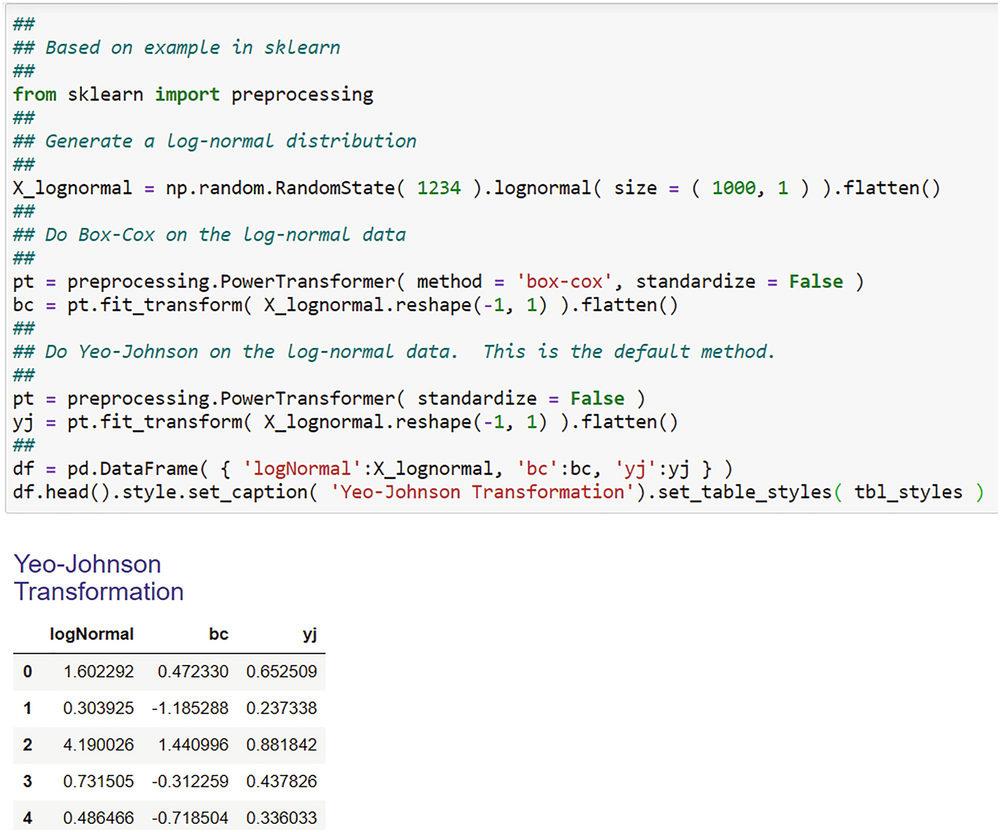 ##
## Based on example in sklearn
##
from sklearn import preprocessing
##
## Generate a log-normal distribution
##
X_lognormal = np.random.RandomState( 1234 ).lognormal( size = ( 1000, 1 ) ).flatten()
##
## Do Box-Cox on the log-normal data
##
pt = preprocessing.PowerTransformer( method = 'box-cox', standardize = False )
bc = pt.fit_transform( X_lognormal.reshape(-1, 1) ).flatten()
##
## Do Yeo-Johnson on the log-normal data.  This is the default method.
##
pt = preprocessing.PowerTransformer( standardize = False )
yj = pt.fit_transform( X_lognormal.reshape(-1, 1) ).flatten()
##
df = pd.DataFrame( { 'logNormal':X_lognormal, 'bc':bc, 'yj':yj } )
df.head().style.set_caption( 'Yeo-Johnson Transformation').set_table_styles( tbl_styles )
Yeo-Johnson
Transformation
logNormal bc yj
0 1.602292 0.472330 0.652509
1 0.303925 -1.185288 0.237338
2 4.190026 1.440996 0.881842
3 0.731505 -0.312259 0.437826
4 0.486466 -0.718504 0.336033